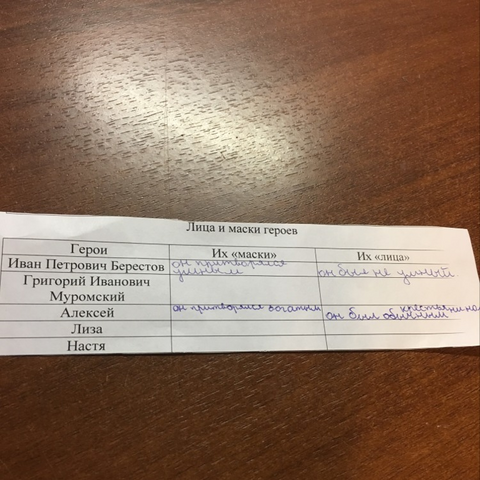 Лица и маски героев
Герои Их «маски» Их «лица»
Иван Петрович Берестов он притворялся умным он был не умный
Григорий Иванович
Муромский
Алексей он притворялся богатым он был обычным крестьянино
Лиза
Настя